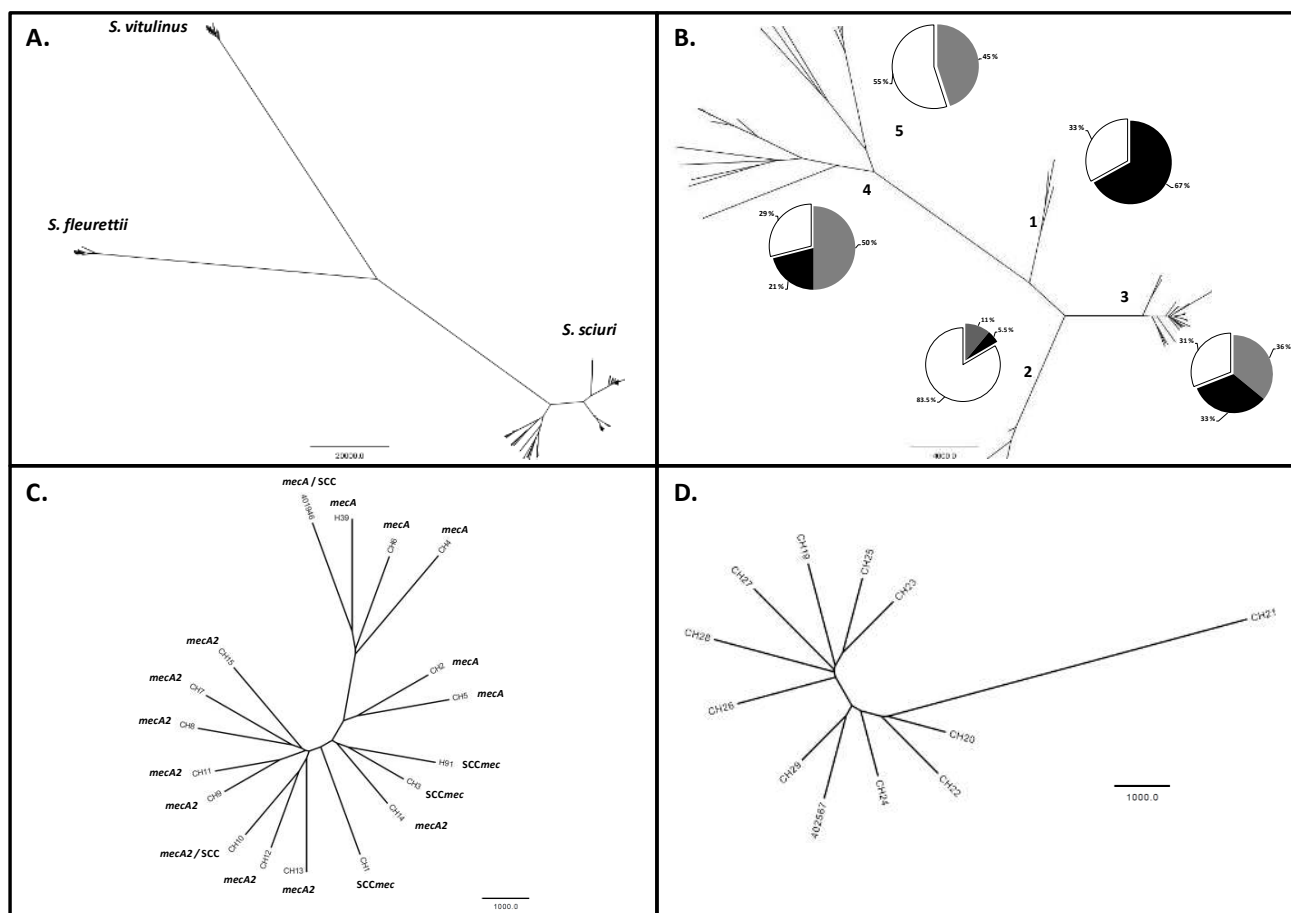 A.
S. vitulinus
S. fleurettii
S. sciuri
20000.0
B.
55 %
45 %
5
33 %
67 %
4
1
29 %
50 %
21 %
3
11 %
5.5 %
83.5 %
2
31 %
36 %
33 %
4000.0
C.
mecA / SCC
401946
mecA
H39
mecA
CH6
mecA
CH4
mecA2
CH15
mecA
CH2
mecA2
CH7
mecA
CH5
mecA2
CH8
H91
SCCmec
mecA2
CH11
CH3
SCCmec
mecA2
CH9
CH14
mecA2
mecA2 / SCC
CH10
CH12
mecA2
CH13
mecA2
CH1
SCCmec
1000.0
D.
CH19
CH25
CH27
CH23
CH21
CH28
CH26
CH20
CH29
CH22
CH24
402567
1000.0